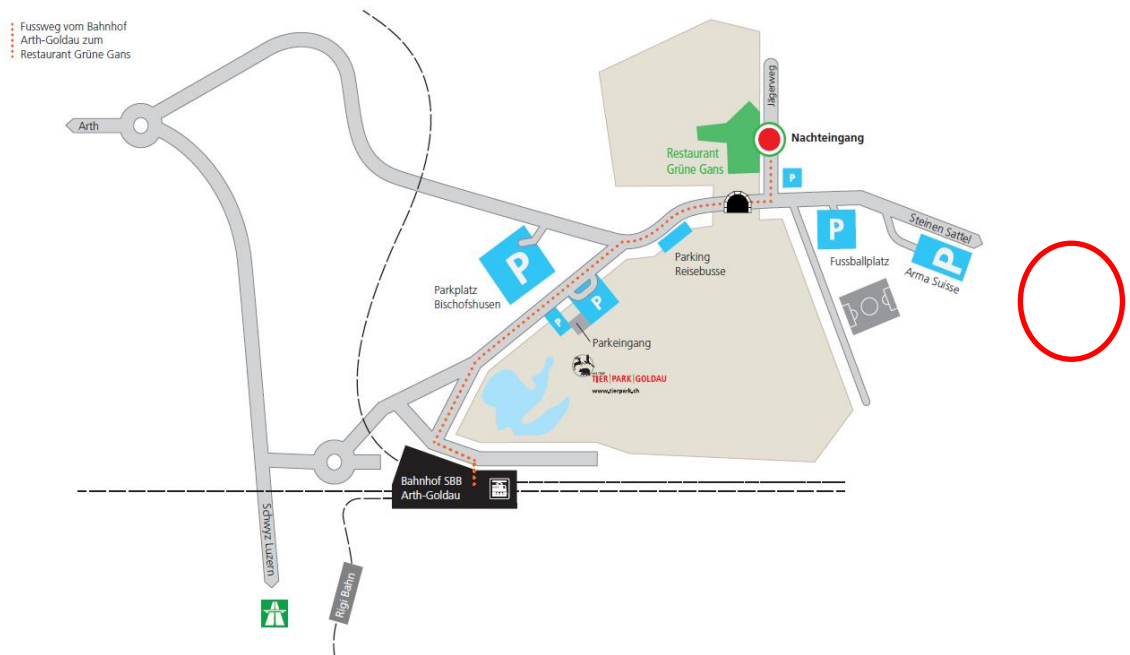 Fussweg vom Bahnhof
Arth-Goldau zum
Restaurant Grüne Gans
Arth
Jägerweg
Nachteingang
Restaurant
Grüne Gans
P
Steinen Sattel
P
Fussballplatz
P
Arma Suisse
Parking
Reisebusse
P
Parkplatz
Bischofshusen
P
P
Parkeingang
TIER|PARK|GOLDAU
www.tierpark.ch
Bahnhof SBB
Arth-Goldau
Schwyz Luzern
Rigi Bahn